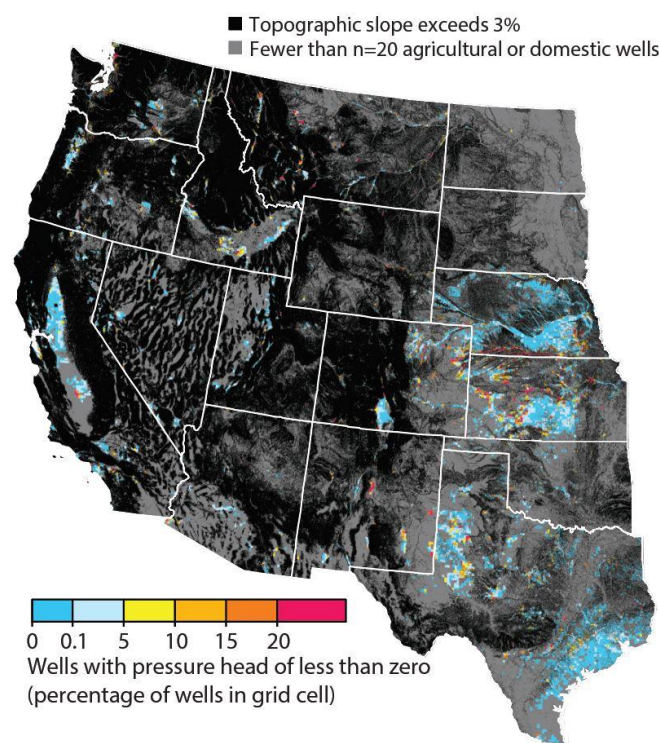 Topographic slope exceeds 3%
Fewer than n=20 agricultural or domestic wells
0 0.1 5 10 15 20
Wells with pressure head of less than zero
(percentage of wells in grid cell)